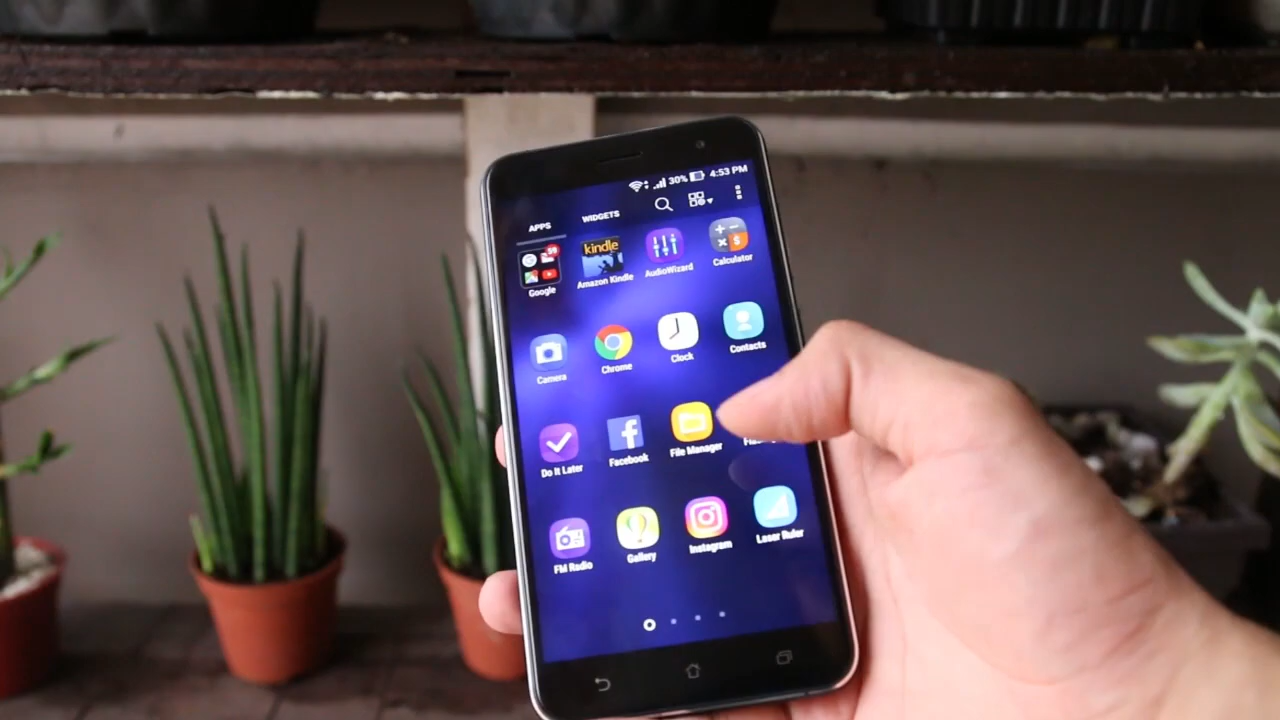 30% 4:53 PM
APPS WIDGETS
59
kindle
Google Amazon Kindle AudioWizard Calculator
Camera Chrome Clock Contacts
Do It Later Facebook File Manager
FM Radio Gallery Instagram Laser Ruler